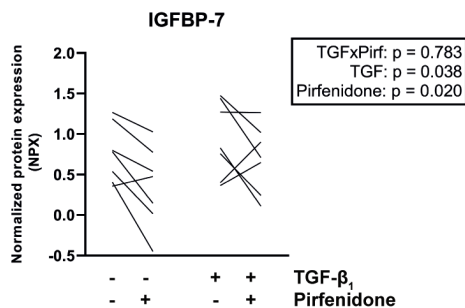 IGFBP-7
TGFxPirf: p = 0.783
TGF: p = 0.038
Pirfenidone: p = 0.020
Normalized protein expression
(NPX)
2.0
1.5
1.0
0.5
0.0
-0.5
- - + + TGF-β₁
- + - + Pirfenidone